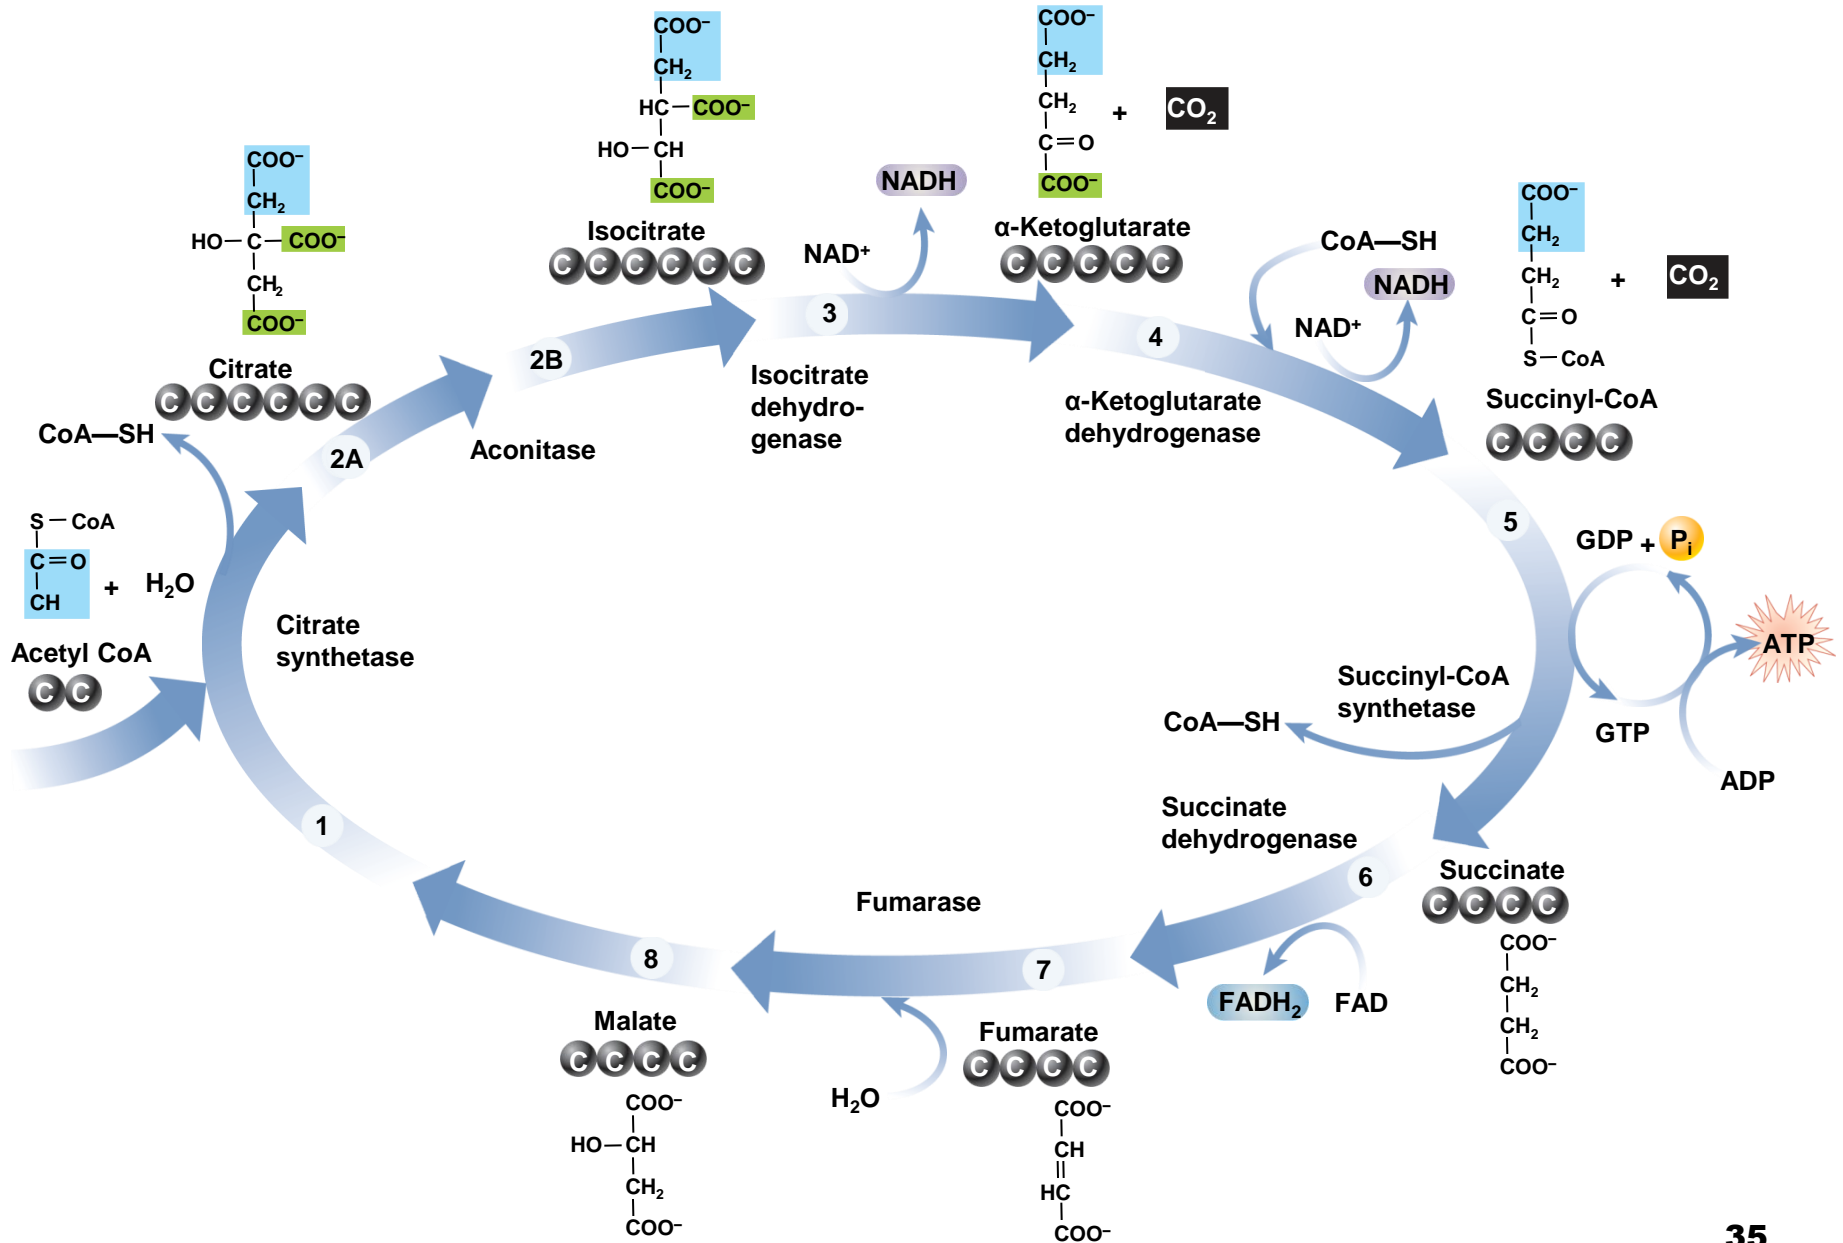 COO⁻
CH₂
HO—C—COO⁻
CH₂
COO⁻
Citrate
C C C C C C
COO⁻
CH₂
HC—COO⁻
HO—CH
COO⁻
Isocitrate
C C C C C C
COO⁻
CH₂
CH₂
C=O
COO⁻
+ CO₂
α-Ketoglutarate
C C C C C
COO⁻
CH₂
CH₂
C=O
S—CoA
+ CO₂
Succinyl-CoA
C C C C
CoA—SH
S—CoA
C=O
CH
+ H₂O
Acetyl CoA
C C
Citrate
synthetase
1
2A
Aconitase
2B
NAD⁺
NADH
3
Isocitrate
dehydro-
genase
CoA—SH
NADH
NAD⁺
4
α-Ketoglutarate
dehydrogenase
5
GDP + Pᵢ
ATP
GTP
ADP
Succinyl-CoA
synthetase
CoA—SH
Succinate
C C C C
COO⁻
CH₂
CH₂
COO⁻
Succinate
dehydrogenase
6
FADH₂
FAD
Fumarate
C C C C
COO⁻
CH
HC
COO⁻
Fumarase
7
H₂O
Malate
C C C C
COO⁻
HO—CH
CH₂
COO⁻
8
35